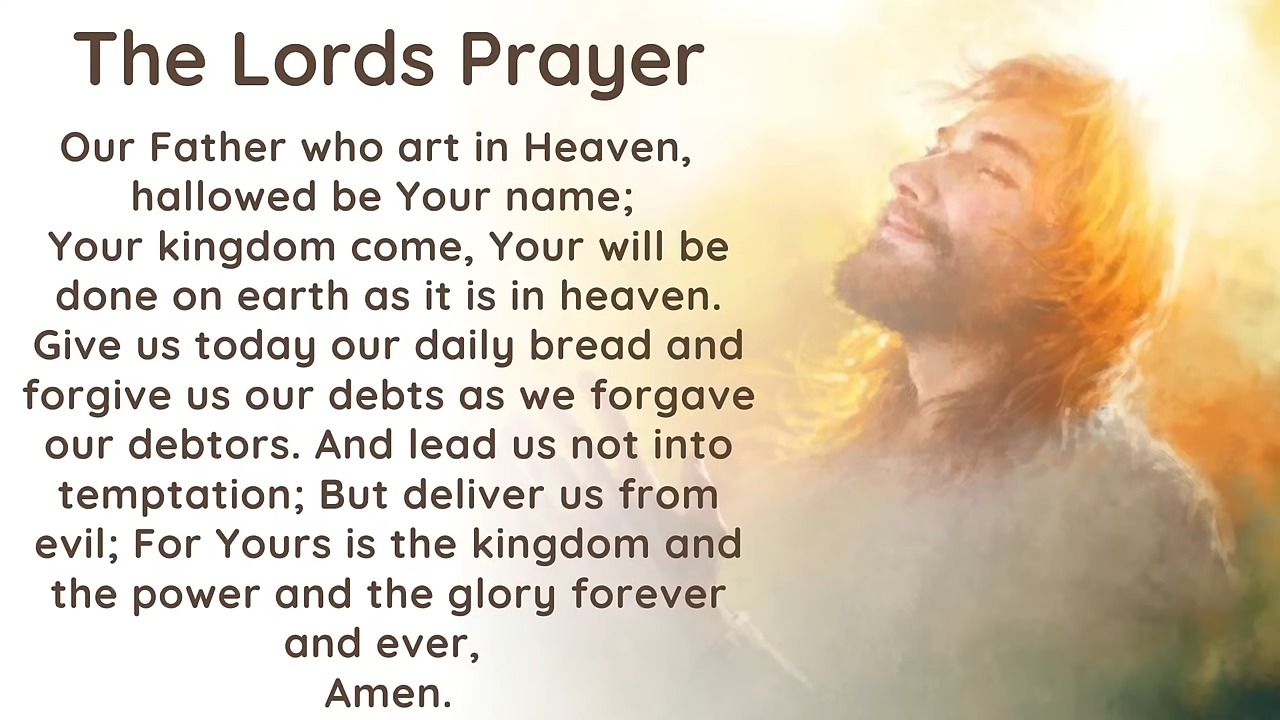 The Lords Prayer
Our Father who art in Heaven,
hallowed be Your name;
Your kingdom come, Your will be
done on earth as it is in heaven.
Give us today our daily bread and
forgive us our debts as we forgave
our debtors. And lead us not into
temptation; But deliver us from
evil; For Yours is the kingdom and
the power and the glory forever
and ever,
Amen.